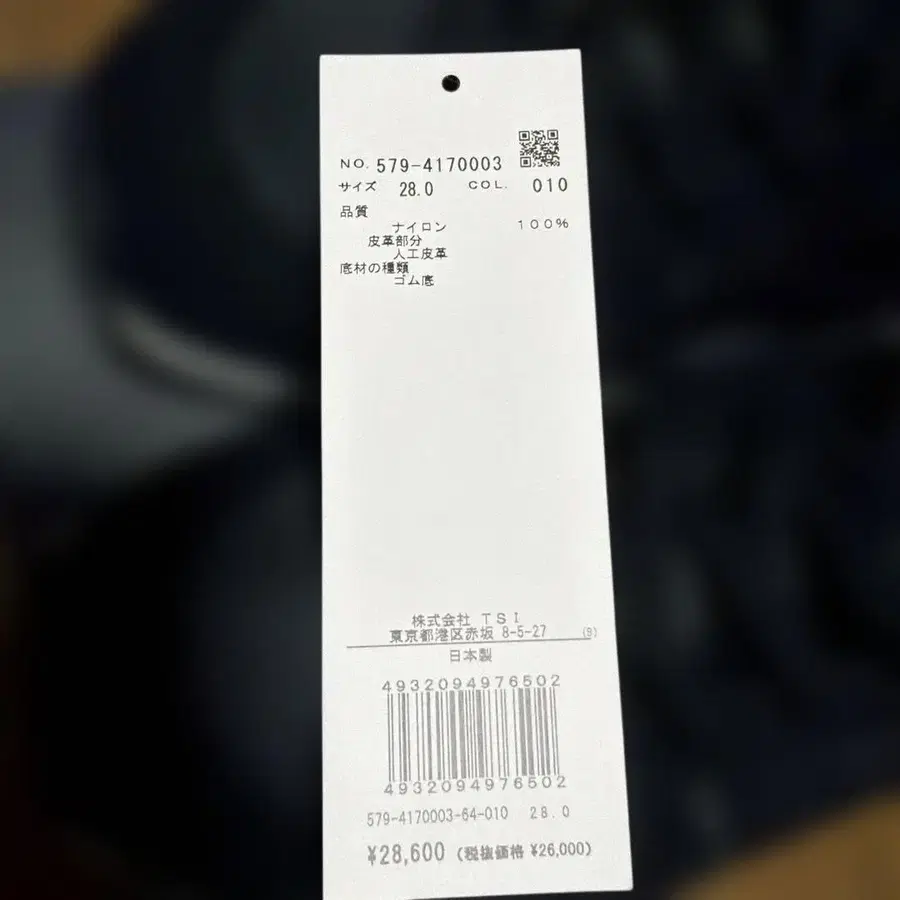 NO. 579-4170003
サイズ 28.0 COL. 010
品質
ナイロン 100%
皮革部分
人工皮革
底材の種類
ゴム底
株式会社 TSI
東京都港区赤坂 8-5-27 (9)
日本製
4932094976502
4932094976502
579-4170003-64-010 28.0
¥28,600 (税抜価格 ¥26,000)